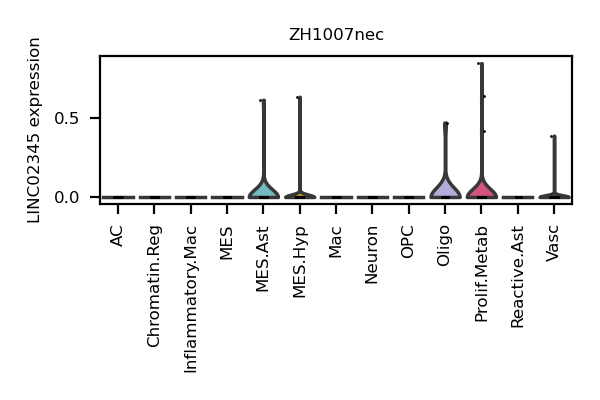 ZH1007nec
LINC02345 expression
0.5
0.0
AC
Chromatin.Reg
Inflammatory.Mac
MES
MES.Ast
MES.Hyp
Mac
Neuron
OPC
Oligo
Prolif.Metab
Reactive.Ast
Vasc